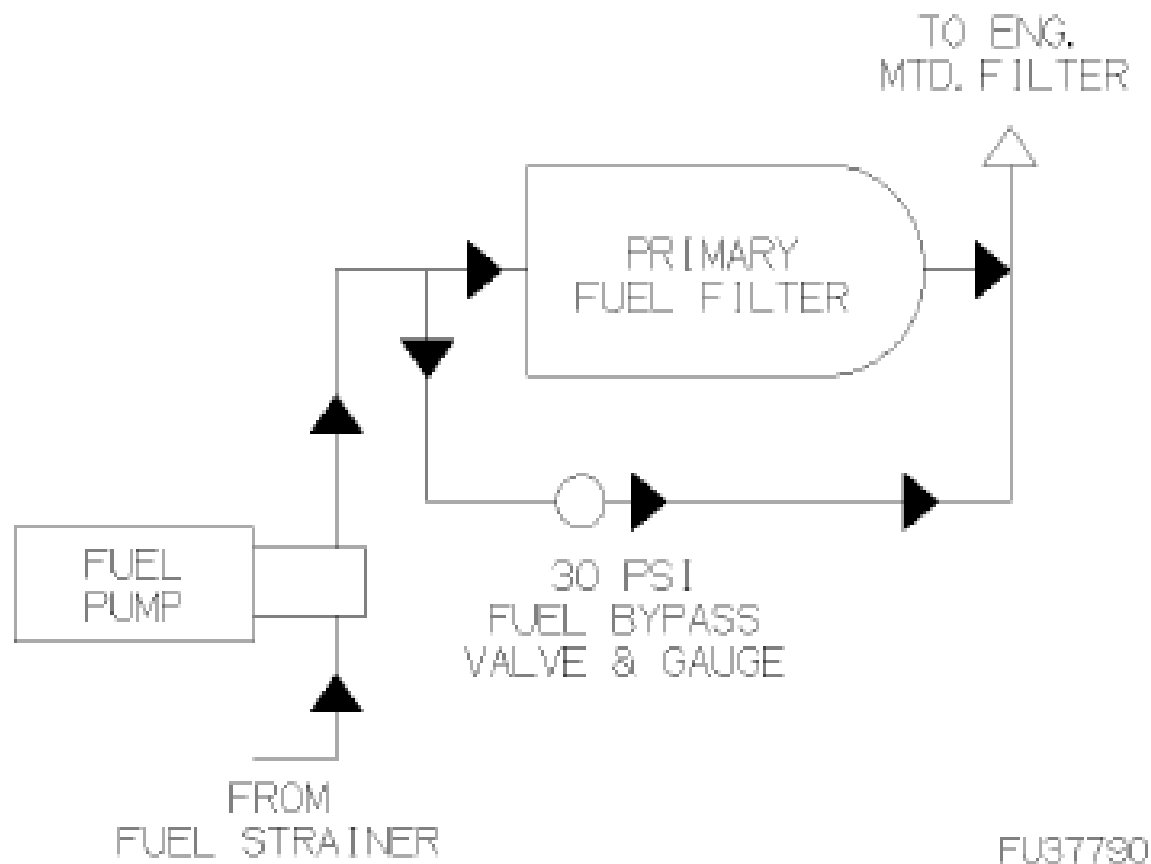 TO ENG.
MTD. FILTER
PRIMARY
FUEL FILTER
FUEL
PUMP
30 PSI
FUEL BYPASS
VALVE & GAUGE
FROM
FUEL STRAINER
FU37790